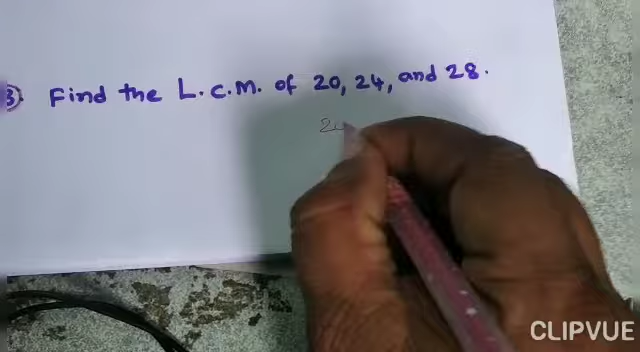 3. Find the L.C.M. of 20, 24, and 28.
CLIPVUE